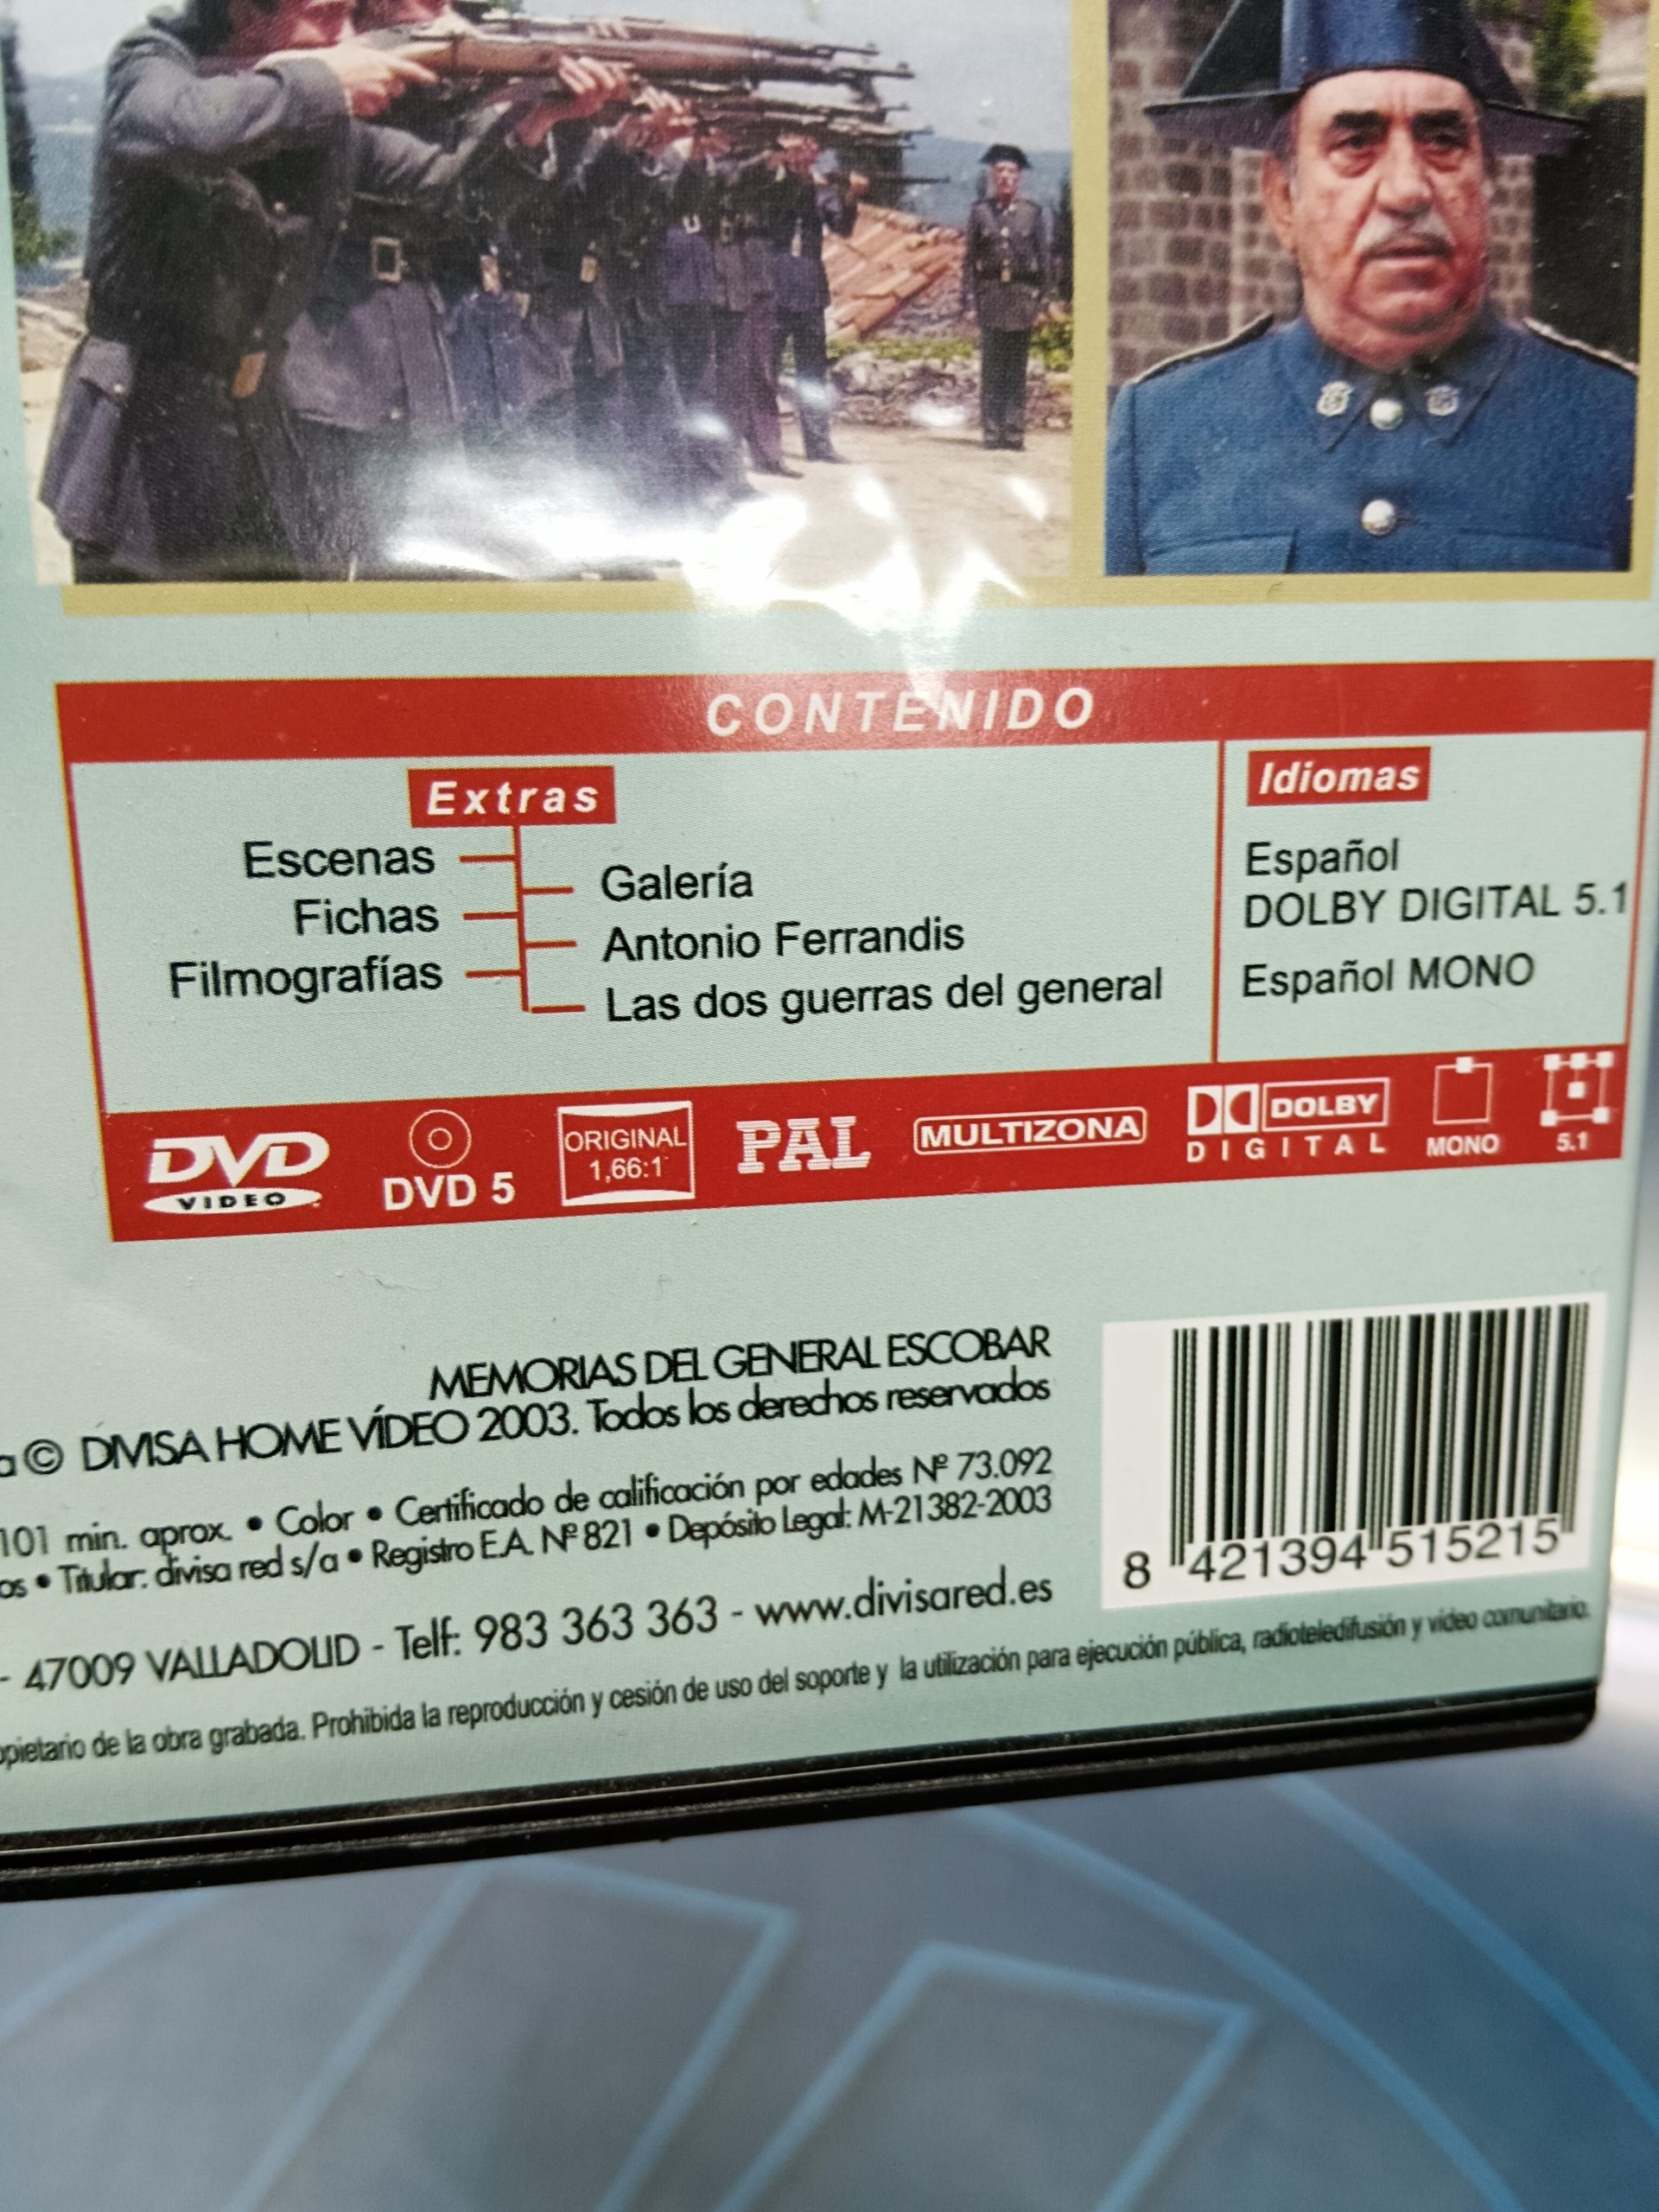 CONTENIDO
Extras
Escenas
Fichas
Filmografías
Galería
Antonio Ferrandis
Las dos guerras del general
Idiomas
Español
DOLBY DIGITAL 5.1
Español MONO
DVD
VIDEO
DVD 5
ORIGINAL
1,66:1
PAL
MULTIZONA
DOLBY
DIGITAL
MONO
5.1
MEMORIAS DEL GENERAL ESCOBAR
© DIVISA HOME VÍDEO 2003. Todos los derechos reservados
101 min. aprox. • Color • Certificado de calificación por edades Nº 73.092
• Titular: divisa red s/a • Registro E.A. Nº 821 • Depósito Legal: M-21382-2003
- 47009 VALLADOLID - Telf: 983 363 363 - www.divisared.es
opietario de la obra grabada. Prohibida la reproducción y cesión de uso del soporte y la utilización para ejecución pública, radioteledifusión y vídeo comunitario.
8 421394 515215